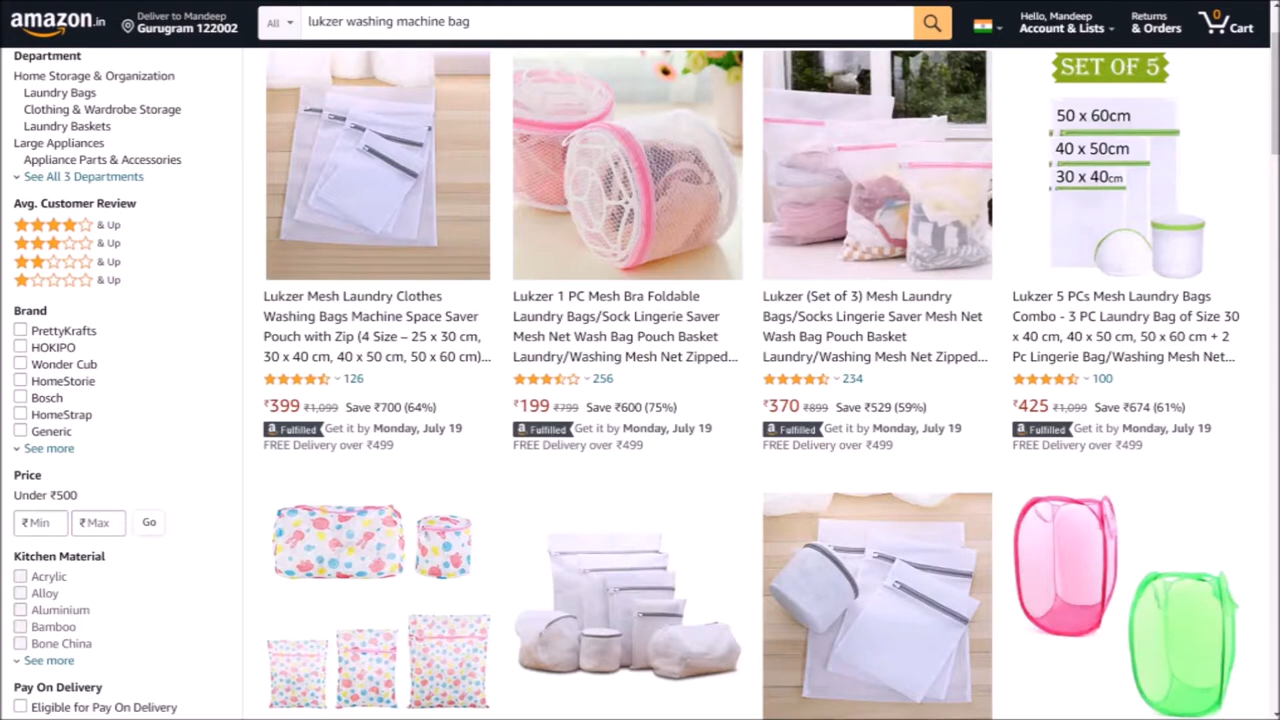 amazon.in
Deliver to Mandeep
Gurugram 122002
All
lukzer washing machine bag
Hello, Mandeep
Account & Lists
Returns
& Orders
0
Cart
Department
Home Storage & Organization
Laundry Bags
Clothing & Wardrobe Storage
Laundry Baskets
Large Appliances
Appliance Parts & Accessories
See All 3 Departments
Avg. Customer Review
& Up
& Up
& Up
& Up
Brand
PrettyKrafts
HOKIPO
Wonder Cub
HomeStorie
Bosch
HomeStrap
Generic
See more
Price
Under ₹500
₹ Min
₹ Max
Go
Kitchen Material
Acrylic
Alloy
Aluminium
Bamboo
Bone China
See more
Pay On Delivery
Eligible for Pay On Delivery
Lukzer Mesh Laundry Clothes
Washing Bags Machine Space Saver
Pouch with Zip (4 Size – 25 x 30 cm,
30 x 40 cm, 40 x 50 cm, 50 x 60 cm)...
126
₹399 ₹1,099 Save ₹700 (64%)
a Fulfilled Get it by Monday, July 19
FREE Delivery over ₹499
Lukzer 1 PC Mesh Bra Foldable
Laundry Bags/Sock Lingerie Saver
Mesh Net Wash Bag Pouch Basket
Laundry/Washing Mesh Net Zipped...
256
₹199 ₹799 Save ₹600 (75%)
a Fulfilled Get it by Monday, July 19
FREE Delivery over ₹499
Lukzer (Set of 3) Mesh Laundry
Bags/Socks Lingerie Saver Mesh Net
Wash Bag Pouch Basket
Laundry/Washing Mesh Net Zipped...
234
₹370 ₹899 Save ₹529 (59%)
a Fulfilled Get it by Monday, July 19
FREE Delivery over ₹499
SET OF 5
50 x 60cm
40 x 50cm
30 x 40cm
Lukzer 5 PCs Mesh Laundry Bags
Combo - 3 PC Laundry Bag of Size 30
x 40 cm, 40 x 50 cm, 50 x 60 cm + 2
Pc Lingerie Bag/Washing Mesh Net...
100
₹425 ₹1,099 Save ₹674 (61%)
a Fulfilled Get it by Monday, July 19
FREE Delivery over ₹499